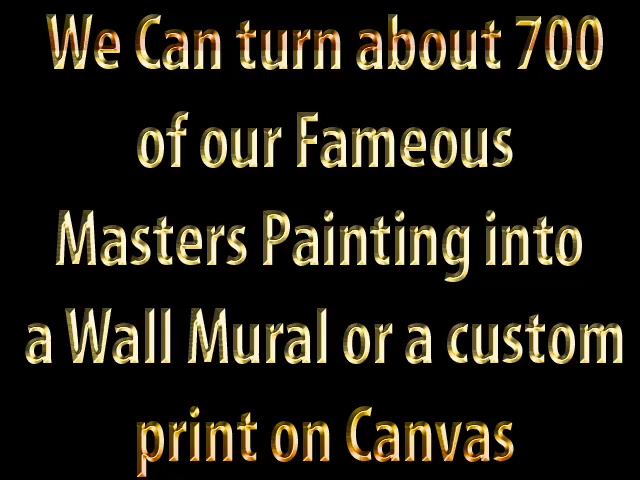 We Can turn about 700
of our Fameous
Masters Painting into
a Wall Mural or a custom
print on Canvas